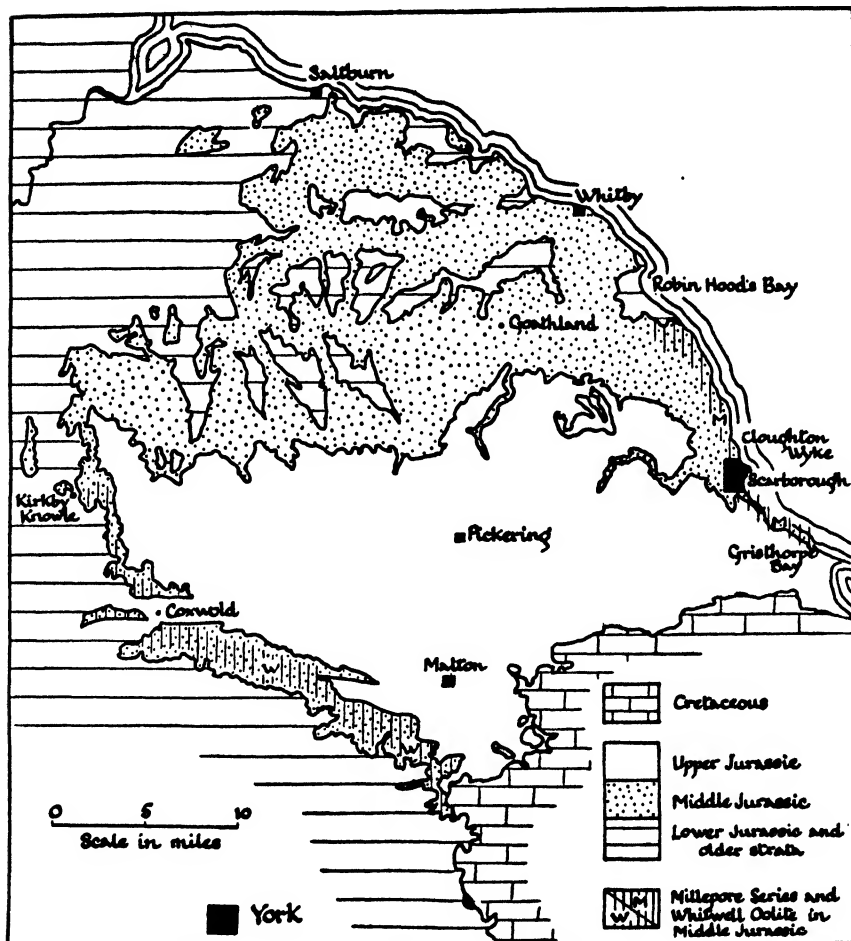 Saltburn
Whitby
Robin Hood's Bay
Goathland
M
Cloughton
Wyke
Scarborough
Kirkby
Knowle
M
Pickering
Gristhorpe
Bay
Coxwold
W
Malton
W
Cretaceous
Upper Jurassic
Middle Jurassic
Lower Jurassic and
older strata
0 5 10
Scale in miles
York
M
W
Millepore Series and
Whitwell Oolite in
Middle Jurassic